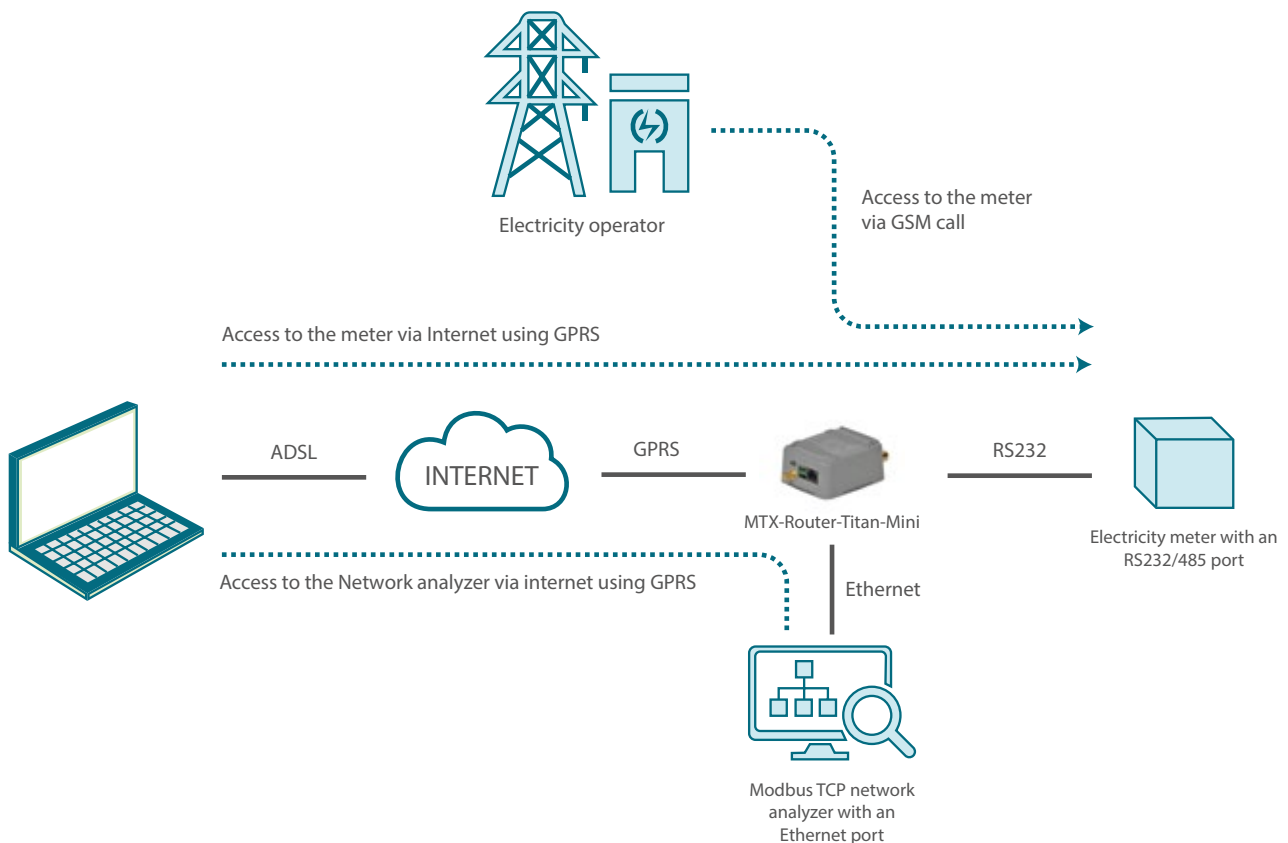 Electricity operator
Access to the meter
via GSM call
Access to the meter via Internet using GPRS
ADSL
INTERNET
GPRS
RS232
MTX-Router-Titan-Mini
Electricity meter with an
RS232/485 port
Access to the Network analyzer via internet using GPRS
Ethernet
Modbus TCP network
analyzer with an
Ethernet port